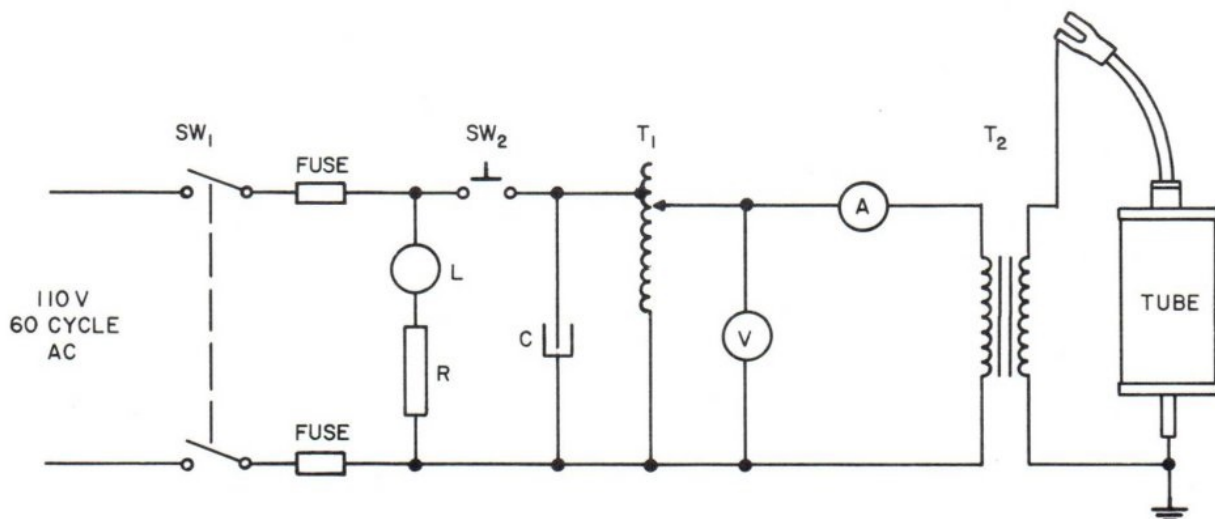 SW₁
FUSE
SW₂
T₁
T₂
L
A
110 V
60 CYCLE
AC
C
V
TUBE
R
FUSE